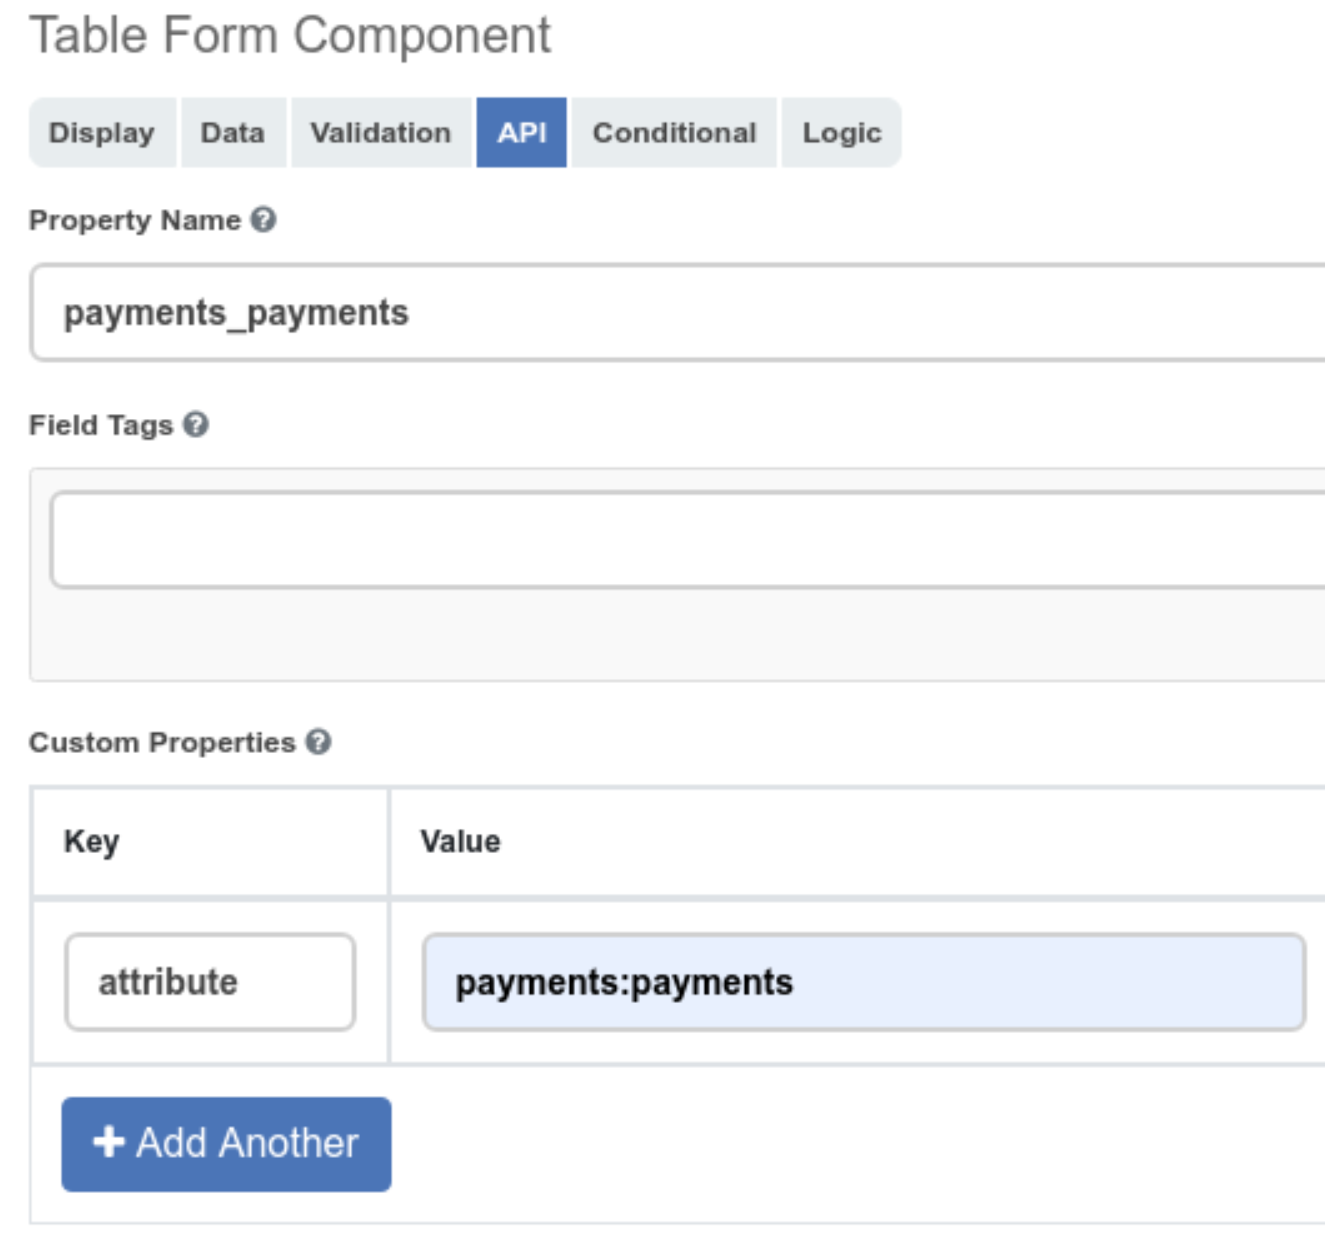 Table Form Component
Display Data Validation API Conditional Logic
Property Name
payments_payments
Field Tags
Custom Properties
Key Value
attribute payments:payments
Add Another